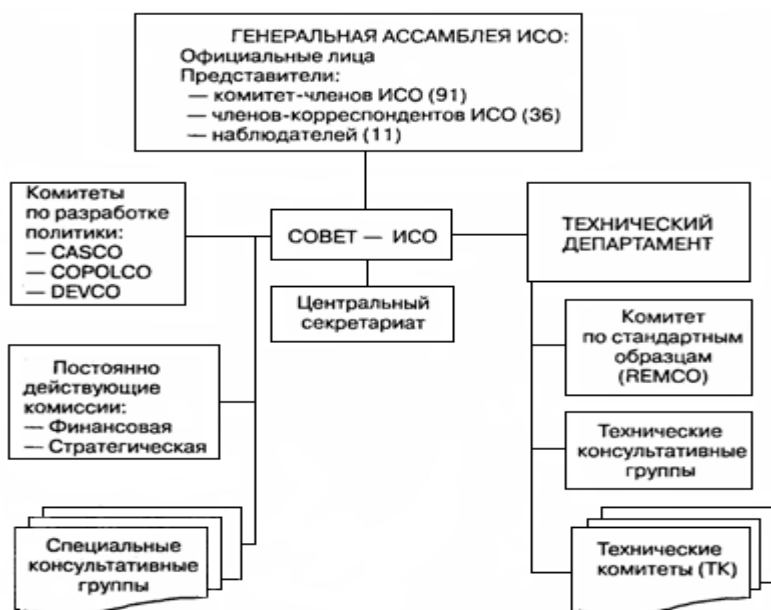 ГЕНЕРАЛЬНАЯ АССАМБЛЕЯ ИСО:
Официальные лица
Представители:
— комитет-членов ИСО (91)
— членов-корреспондентов ИСО (36)
— наблюдателей (11)
Комитеты
по разработке
политики:
— CASCO
— COPOLCO
— DEVCO
СОВЕТ — ИСО
ТЕХНИЧЕСКИЙ
ДЕПАРТАМЕНТ
Центральный
секретариат
Комитет
по стандартным
образцам
(REMCO)
Постоянно
действующие
комиссии:
— Финансовая
— Стратегическая
Технические
консультативные
группы
Специальные
консультативные
группы
Технические
комитеты (ТК)